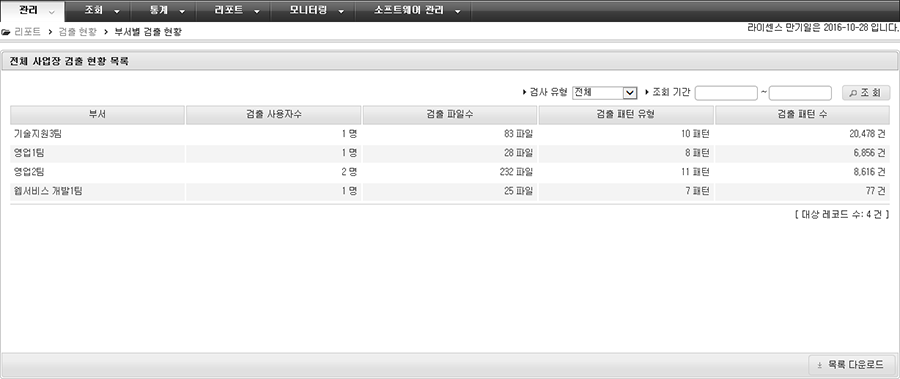 관리 조회 통계 리포트 모니터링 소프트웨어 관리
리포트 > 검출 현황 > 부서별 검출 현황 라이센스 만기일은 2016-10-28 입니다.
전체 사업장 검출 현황 목록
검사 유형 전체 조회 기간 ~ 조 회
부서 검출 사용자수 검출 파일수 검출 패턴 유형 검출 패턴 수
기술지원3팀 1 명 83 파일 10 패턴 20,478 건
영업1팀 1 명 28 파일 8 패턴 6,856 건
영업2팀 2 명 232 파일 11 패턴 8,616 건
웹서비스 개발1팀 1 명 25 파일 7 패턴 77 건
[ 대상 레코드 수: 4 건 ]
목록 다운로드